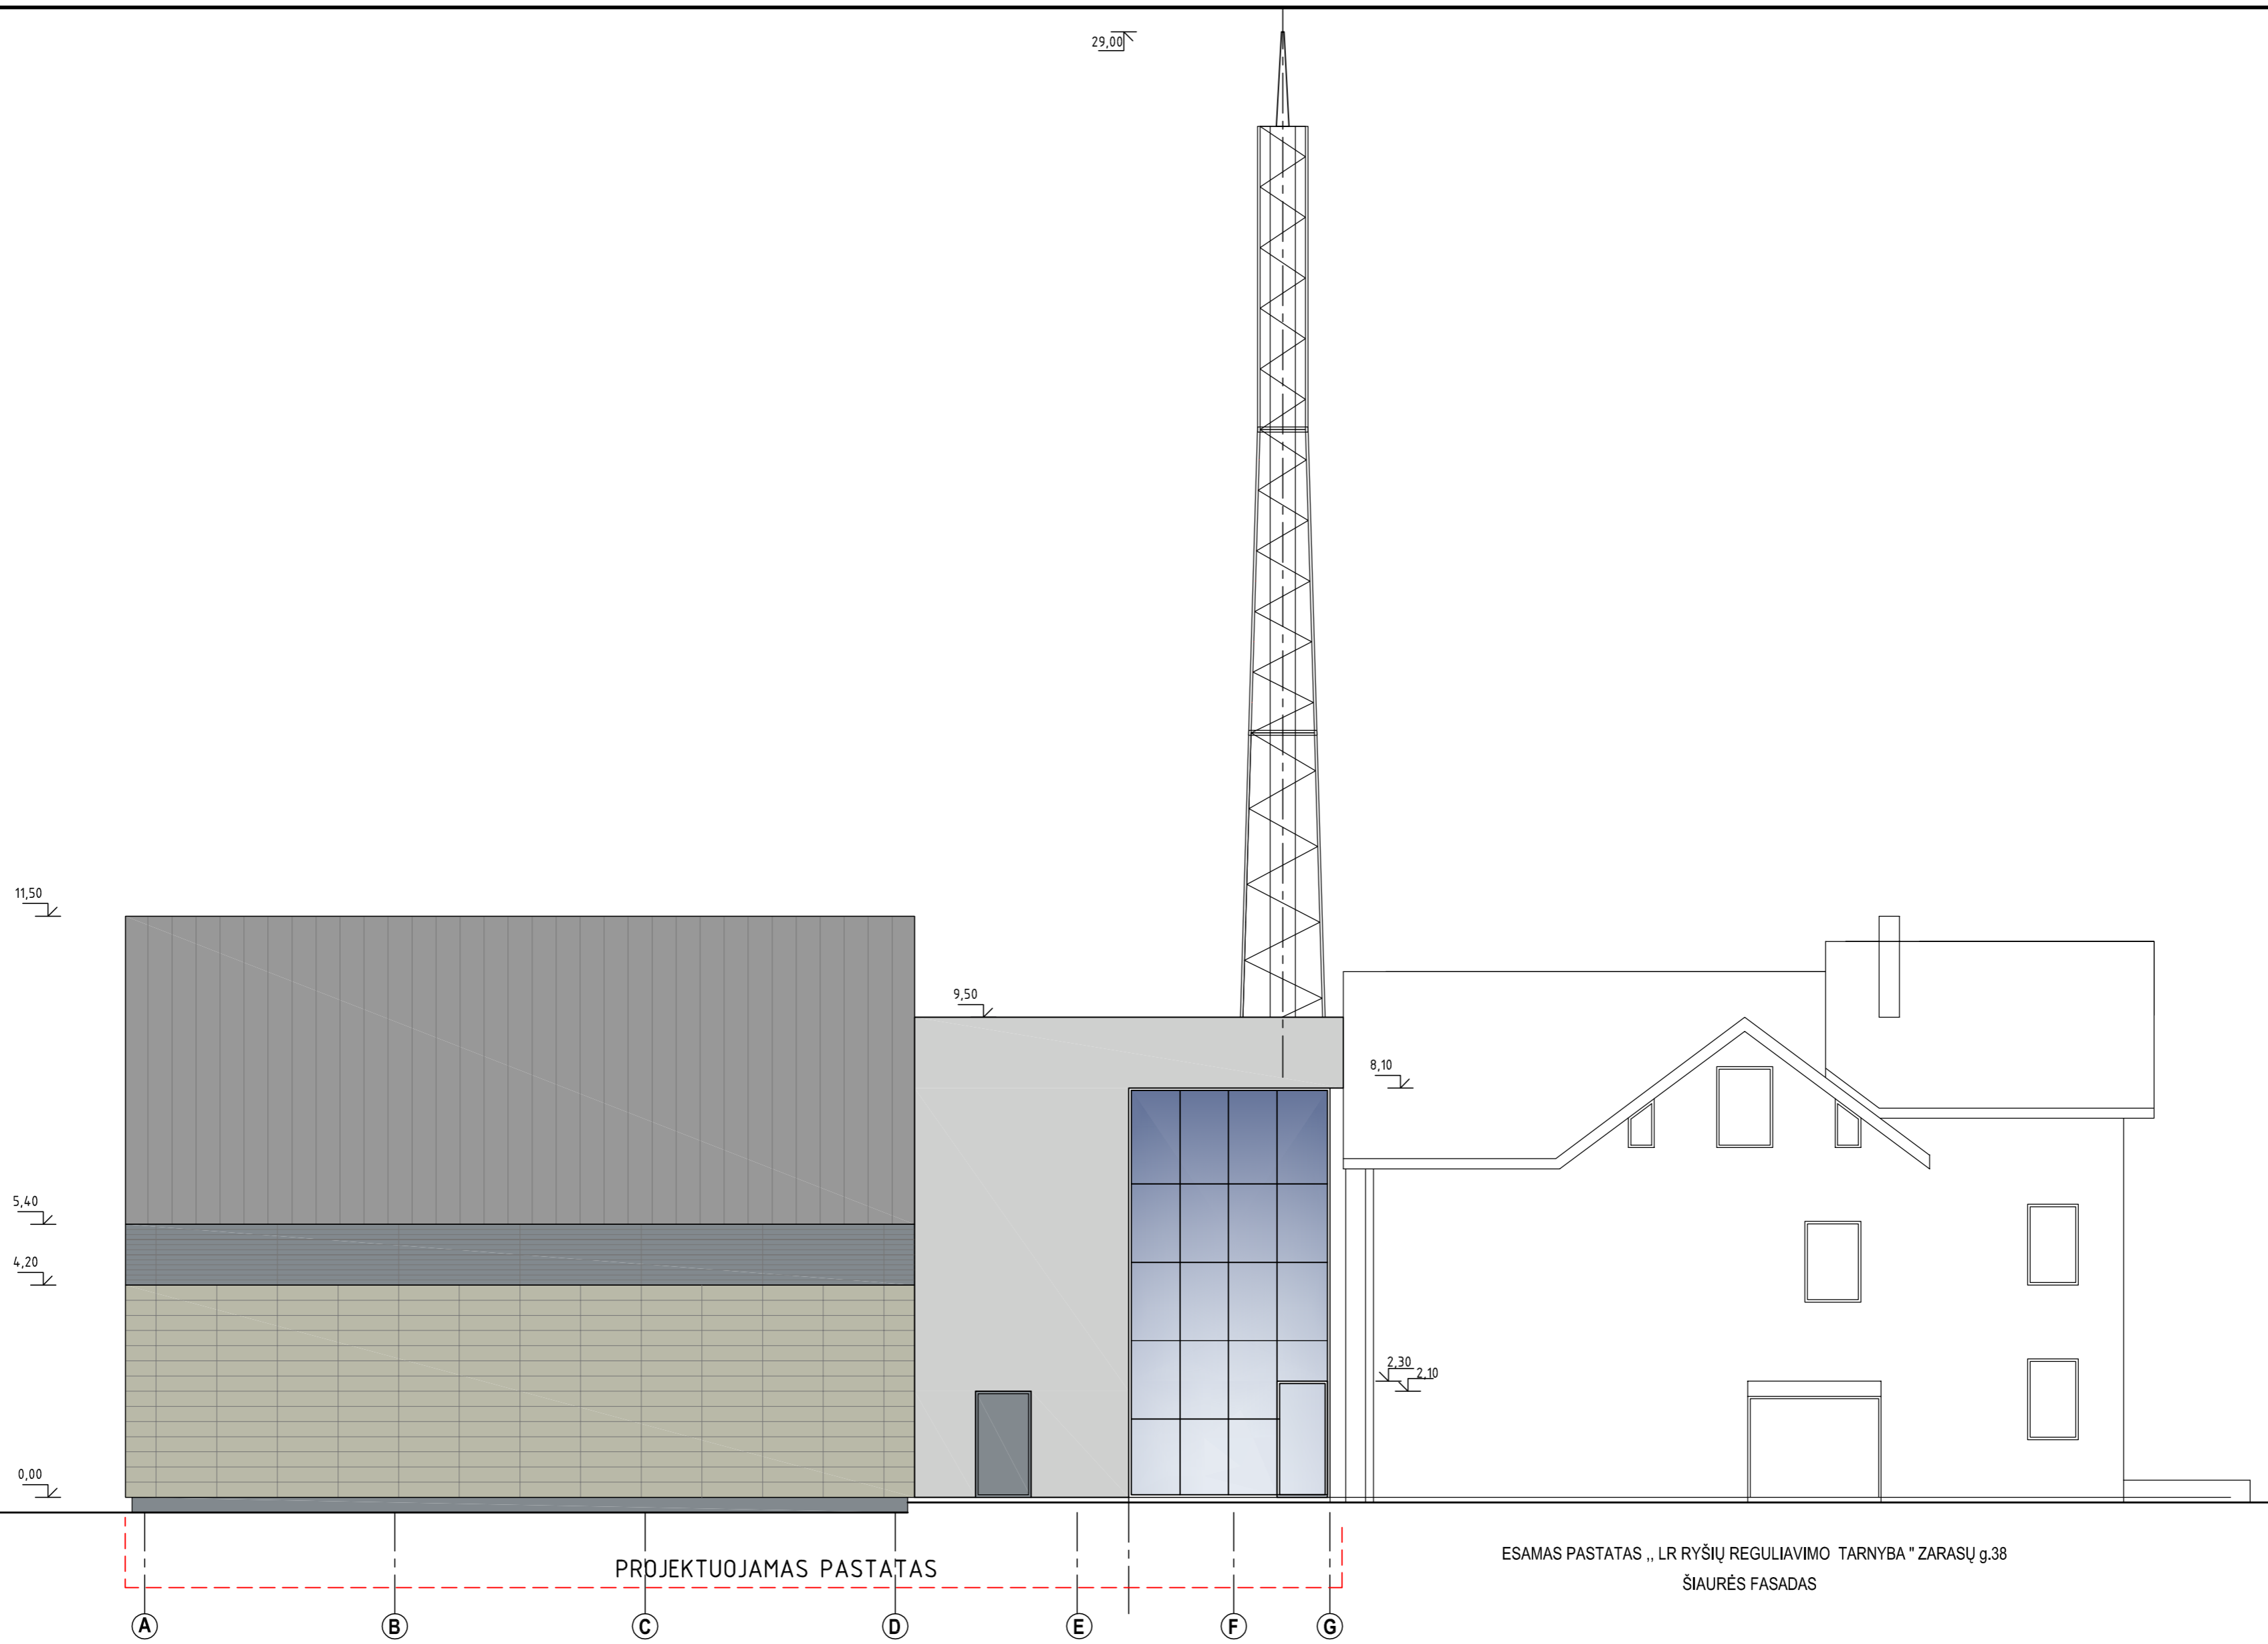 29,00
11,50
9,50
8,10
5,40
4,20
2,30
2,10
0,00
PROJEKTUOJAMAS PASTATAS
ESAMAS PASTATAS ,, LR RYŠIŲ REGULIAVIMO TARNYBA " ZARASŲ g.38
ŠIAURĖS FASADAS
A B C D E F G